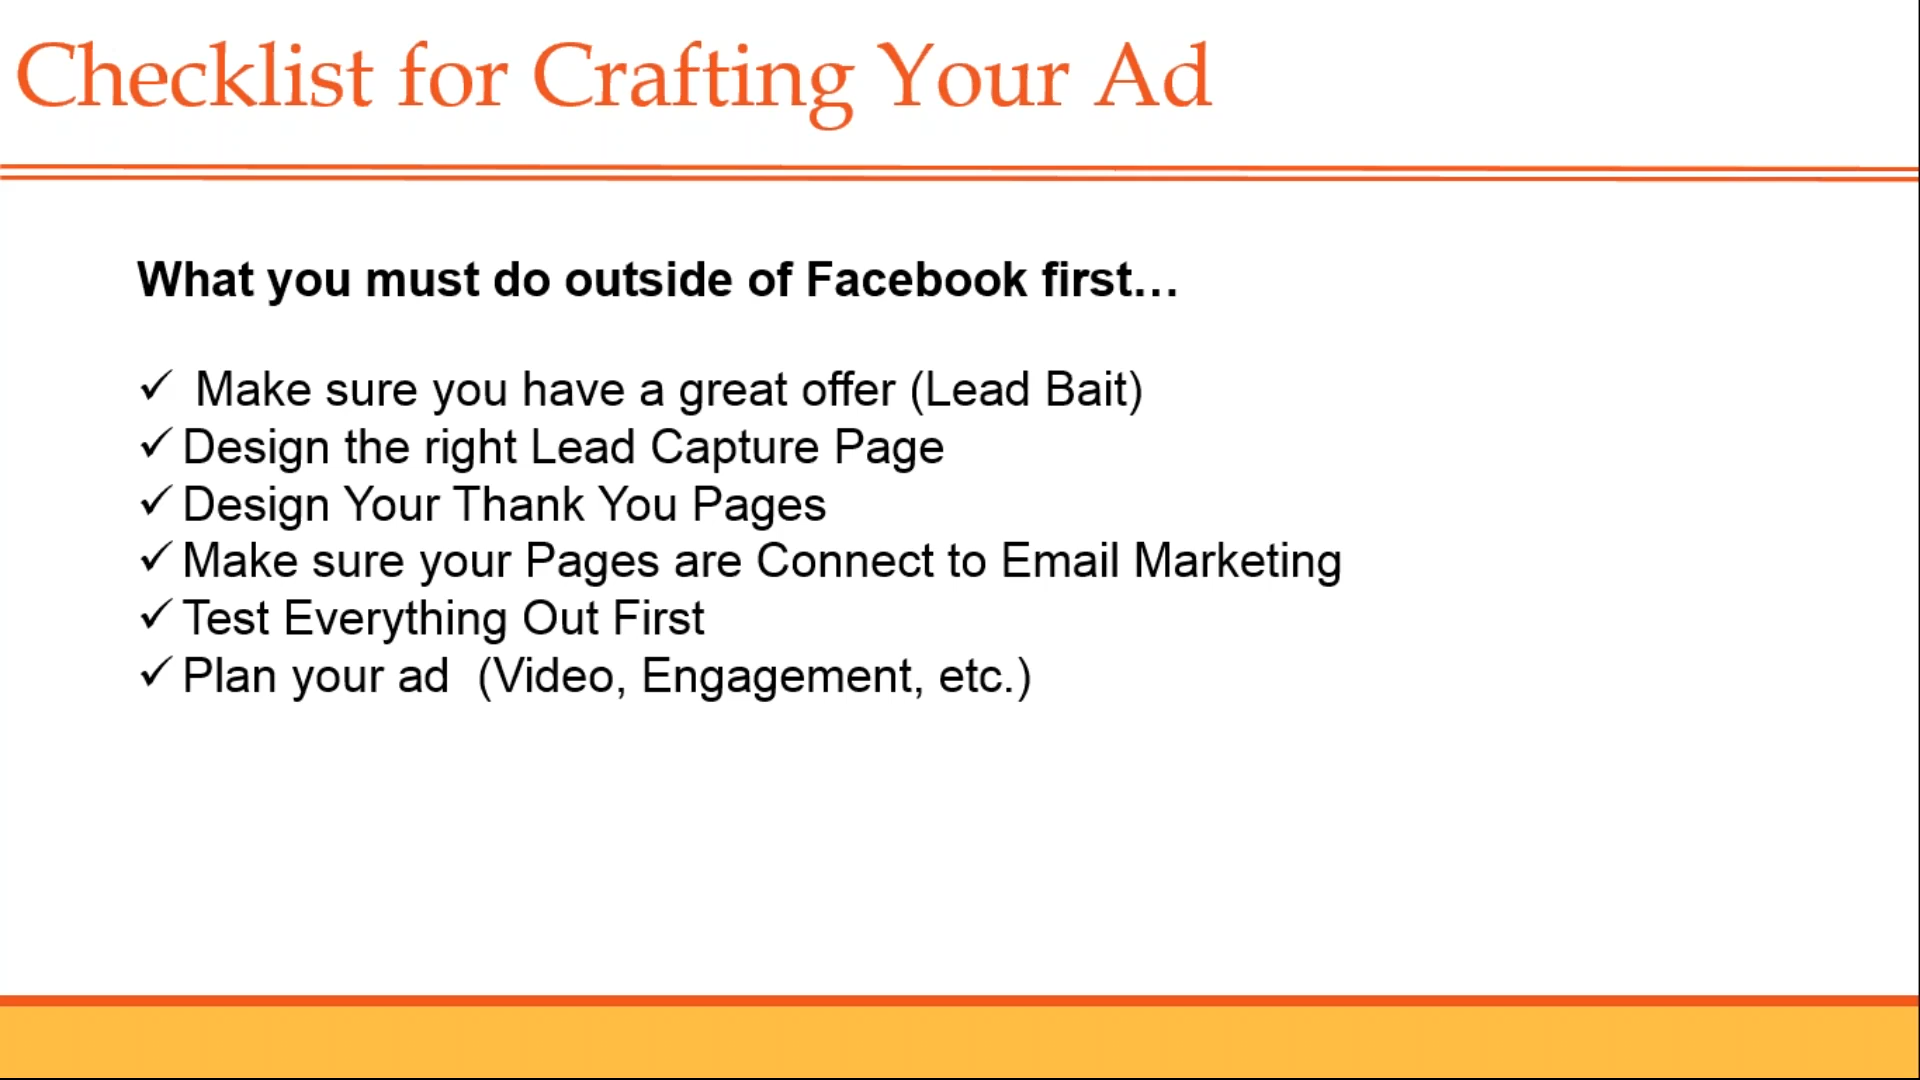 Checklist for Crafting Your Ad
What you must do outside of Facebook first...
✓ Make sure you have a great offer (Lead Bait)
✓ Design the right Lead Capture Page
✓ Design Your Thank You Pages
✓ Make sure your Pages are Connect to Email Marketing
✓ Test Everything Out First
✓ Plan your ad  (Video, Engagement, etc.)